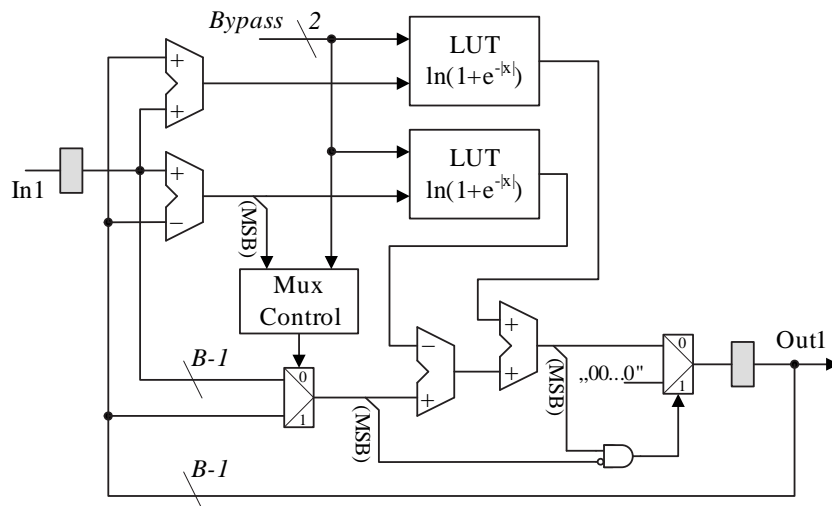 Bypass 2
LUT
ln(1+e-|x|)
+
+
LUT
ln(1+e-|x|)
In1
+
−
(MSB)
Mux
Control
−
+
+
+
Out1
B-1
0
1
(MSB)
(MSB)
„00...0"
0
1
B-1